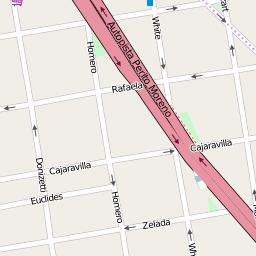 Autopista Perito Moreno
Homero
White
Rafaela
Cajaravilla
Cajaravilla
Donizetti
Euclides
Homero
Zelada